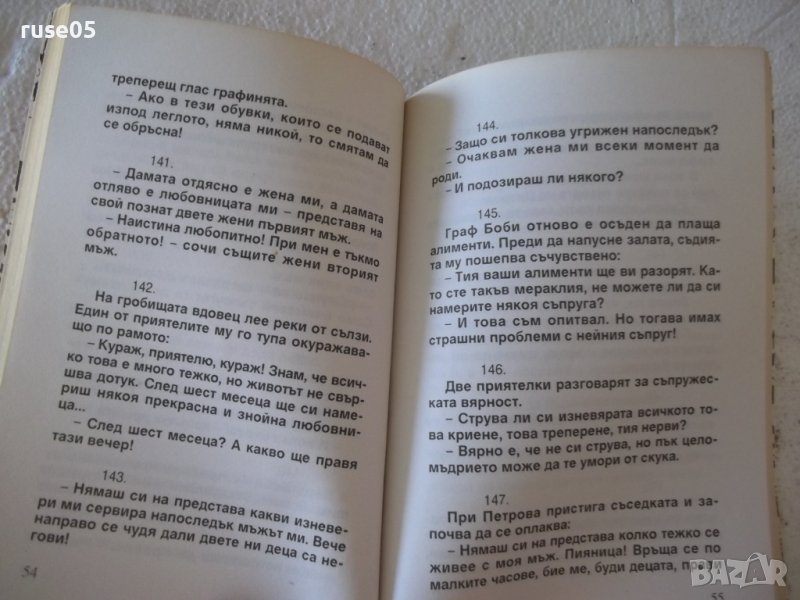 ruse05
треперещ глас графинята.
– Ако в тези обувки, които се подават
изпод леглото, няма никой, то смятам да
се обръсна!
141.
– Дамата отдясно е жена ми, а дамата
отляво е любовницата ми – представя на
свой познат двете жени първият мъж.
– Наистина любопитно! При мен е тъкмо
обратното! – сочи същите жени вторият
мъж.
142.
На гробищата вдовец лее реки от сълзи.
Един от приятелите му го тупа окуражава-
що по рамото:
– Кураж, приятелю, кураж! Знам, че всич-
ко това е много тежко, но животът не свър-
шва дотук. След шест месеца ще си наме-
риш някоя прекрасна и знойна любовни-
ца...
– След шест месеца? А какво ще правя
тази вечер!
143.
– Нямаш си на представа какви изневе-
ри ми сервира напоследък мъжът ми. Вече
направо се чудя дали двете ни деца са не-
гови!
54
144.
– Защо си толкова угрижен напоследък?
– Очаквам жена ми всеки момент да
роди.
– И подозираш ли някого?
145.
Граф Боби отново е осъден да плаща
алименти. Преди да напусне залата, съдия-
та му пошепва съчувствено:
– Тия ваши алименти ще ви разорят. Ка-
то сте такъв мераклия, не можете ли да си
намерите някоя съпруга?
– И това съм опитвал. Но тогава имах
страшни проблеми с нейния съпруг!
146.
Две приятелки разговарят за съпружес-
ката вярност.
– Струва ли си изневярата всичкото то-
ва криене, това треперене, тия нерви?
– Вярно е, че не си струва, но пък цело-
мъдрието може да те умори от скука.
147.
При Петрова пристига съседката и за-
почва да се оплаква:
– Нямаш си на представа колко тежко се
живее с моя мъж. Пияница! Връща се по
малките часове, бие ме, буди децата, прави
55
BAZAR